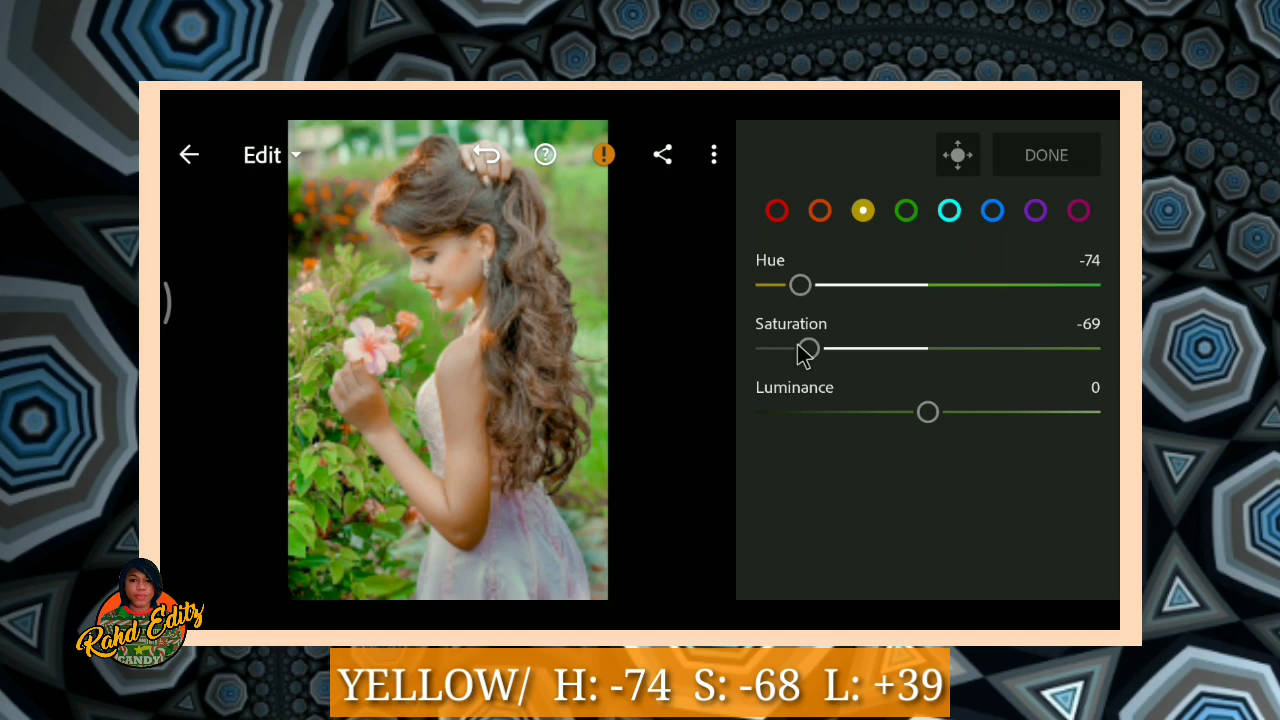 Edit
DONE
Hue -74
Saturation -69
Luminance 0
Rahd Editz
CANDY
YELLOW/ H: -74 S: -68 L: +39